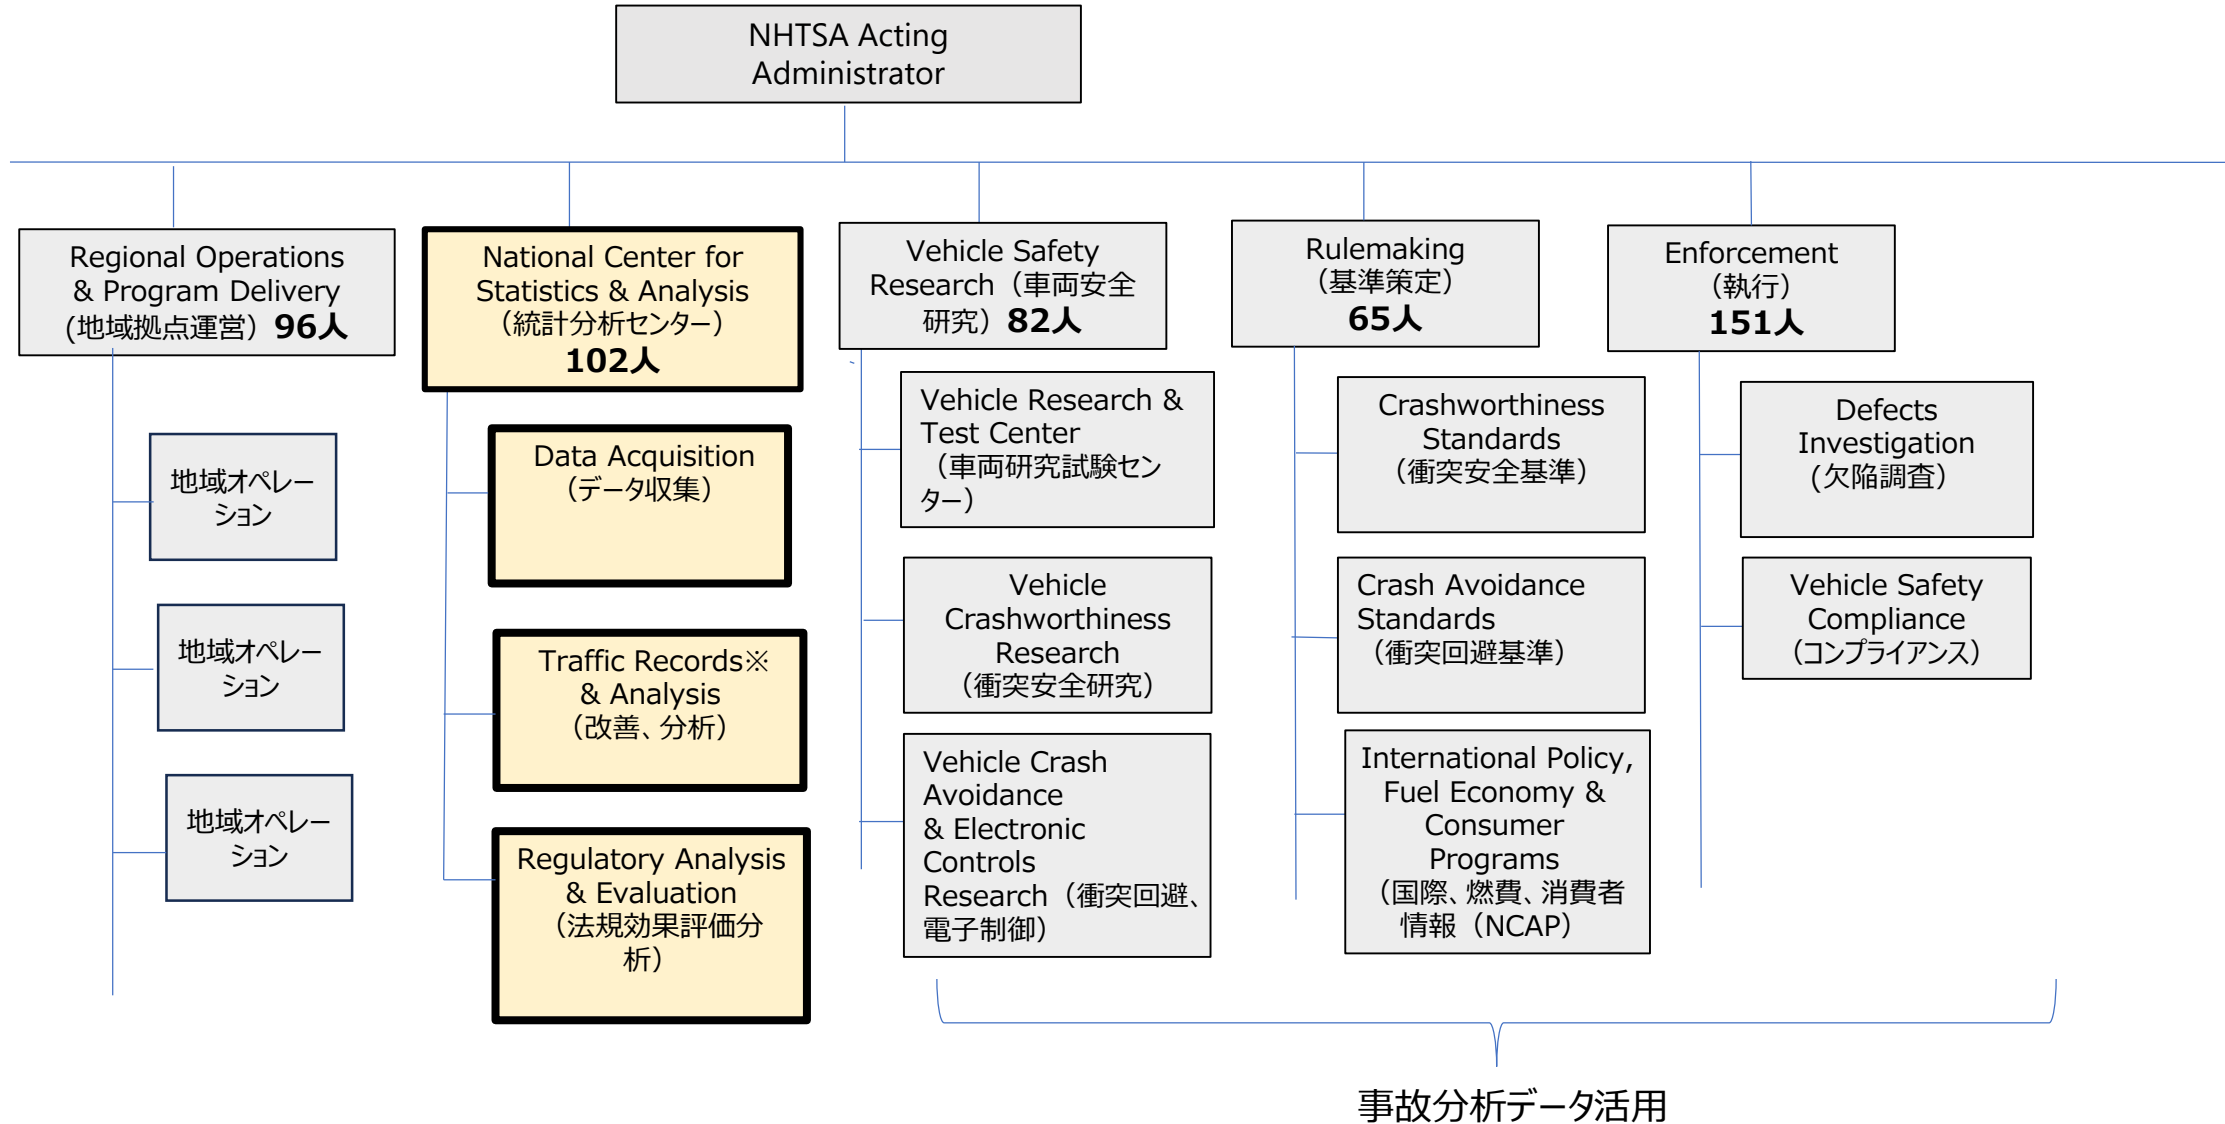 NHTSA Acting
Administrator
Regional Operations
& Program Delivery
(地域拠点運営）96人
National Center for
Statistics & Analysis
（統計分析センター）
102人
Vehicle Safety
Research（車両安全
研究）82人
Rulemaking
（基準策定）
65人
Enforcement
（執行）
151人
地域オペレー
ション
地域オペレー
ション
地域オペレー
ション
Data Acquisition
（データ収集）
Traffic Records※
& Analysis
（改善、分析）
Regulatory Analysis
& Evaluation
（法規効果評価分
析）
Vehicle Research &
Test Center
（車両研究試験セン
ター）
Vehicle
Crashworthiness
Research
（衝突安全研究）
Vehicle Crash
Avoidance
& Electronic
Controls
Research（衝突回避、
電子制御）
Crashworthiness
Standards
（衝突安全基準）
Crash Avoidance
Standards
（衝突回避基準）
International Policy,
Fuel Economy &
Consumer
Programs
（国際、燃費、消費者
情報（NCAP）
Defects
Investigation
(欠陥調査）
Vehicle Safety
Compliance
（コンプライアンス）
事故分析データ活用